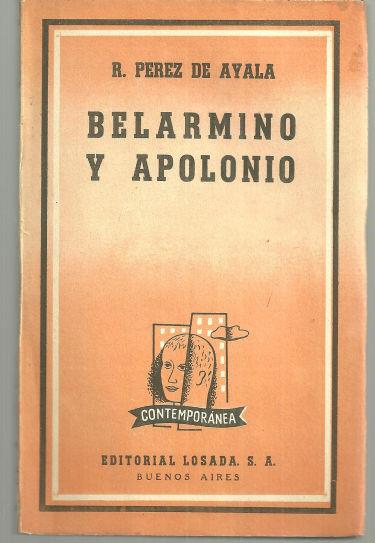 R. PEREZ DE AYALA
BELARMINO
Y APOLONIO
CONTEMPORÁNEA
EDITORIAL LOSADA, S. A.
BUENOS AIRES